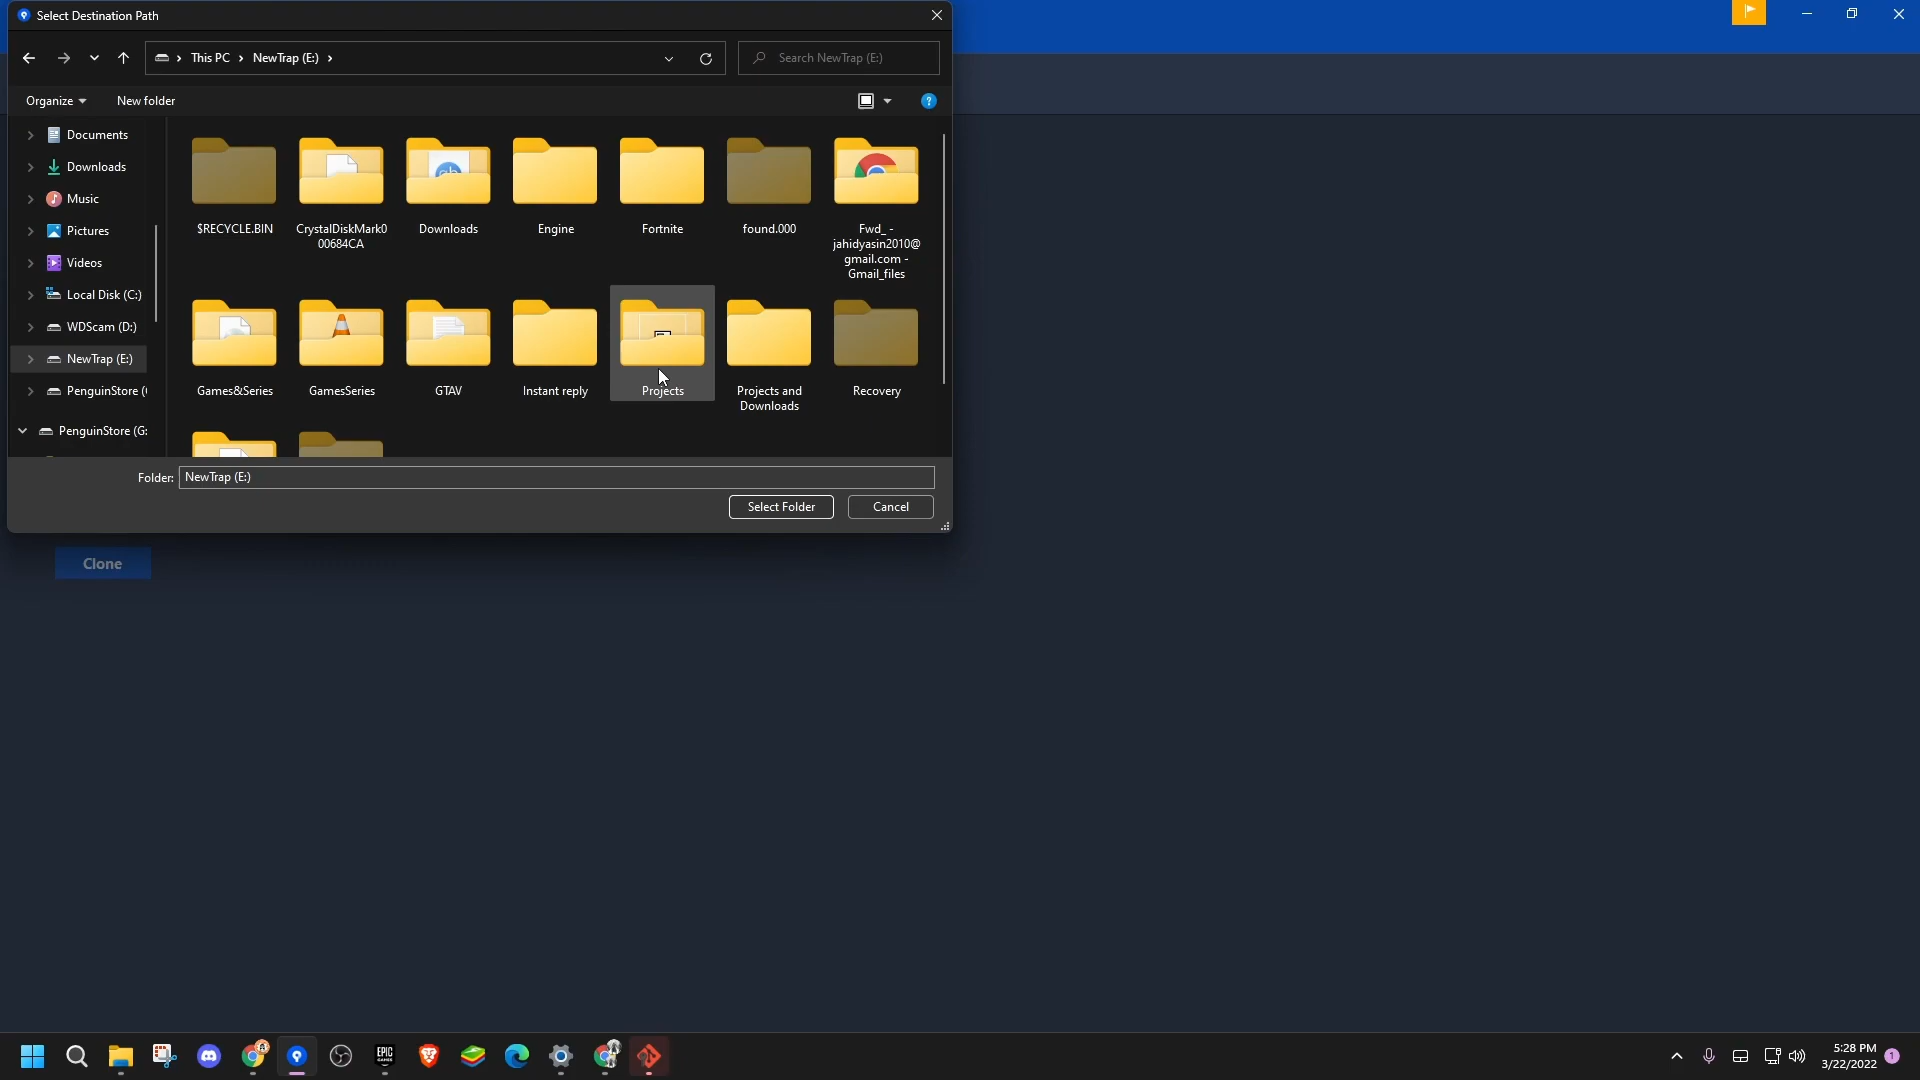 Select Destination Path
This PC
NewTrap (E:)
Search NewTrap (E:)
Organize
New folder
Documents
Downloads
Music
Pictures
Videos
Local Disk (C:)
WDScam (D:)
NewTrap (E:)
PenguinStore (
PenguinStore (G:
$RECYCLE.BIN
CrystalDiskMark0
00684CA
Downloads
Engine
Fortnite
found.000
Fwd_ -
jahidyasin2010@
gmail.com -
Gmail_files
Games&Series
GamesSeries
GTAV
Instant reply
Projects
Projects and
Downloads
Recovery
Folder:
NewTrap (E:)
Select Folder
Cancel
Clone
EPIC
GAMES
5:28 PM
3/22/2022
1